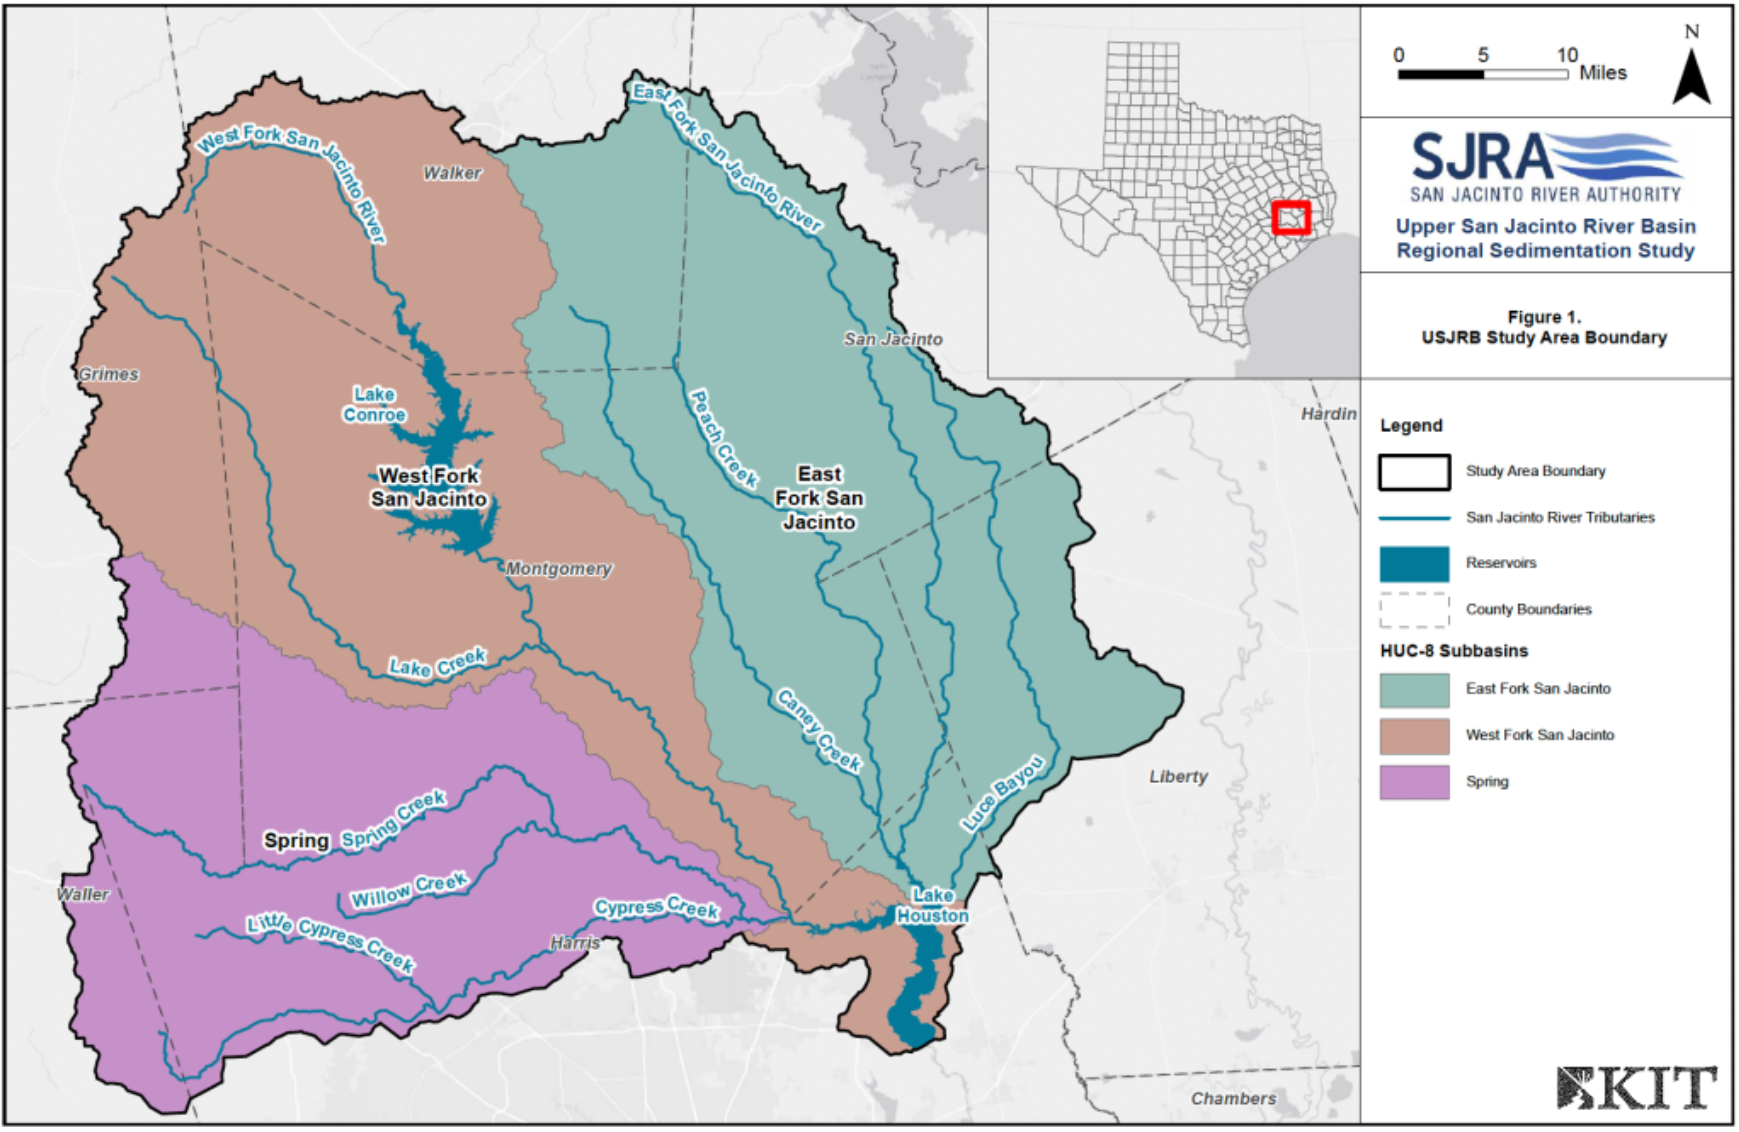 West Fork San Jacinto River
East Fork San Jacinto River
Walker
San Jacinto
Grimes
Lake
Conroe
Peach Creek
West Fork
San Jacinto
East
Fork San
Jacinto
Montgomery
Lake Creek
Caney Creek
Luce Bayou
Liberty
Hardin
Spring
Spring Creek
Waller
Willow Creek
Little Cypress Creek
Cypress Creek
Harris
Lake
Houston
Chambers
0 5 10
Miles
N
SJRA
SAN JACINTO RIVER AUTHORITY
Upper San Jacinto River Basin
Regional Sedimentation Study
Figure 1.
USJRB Study Area Boundary
Legend
Study Area Boundary
San Jacinto River Tributaries
Reservoirs
County Boundaries
HUC-8 Subbasins
East Fork San Jacinto
West Fork San Jacinto
Spring
KIT